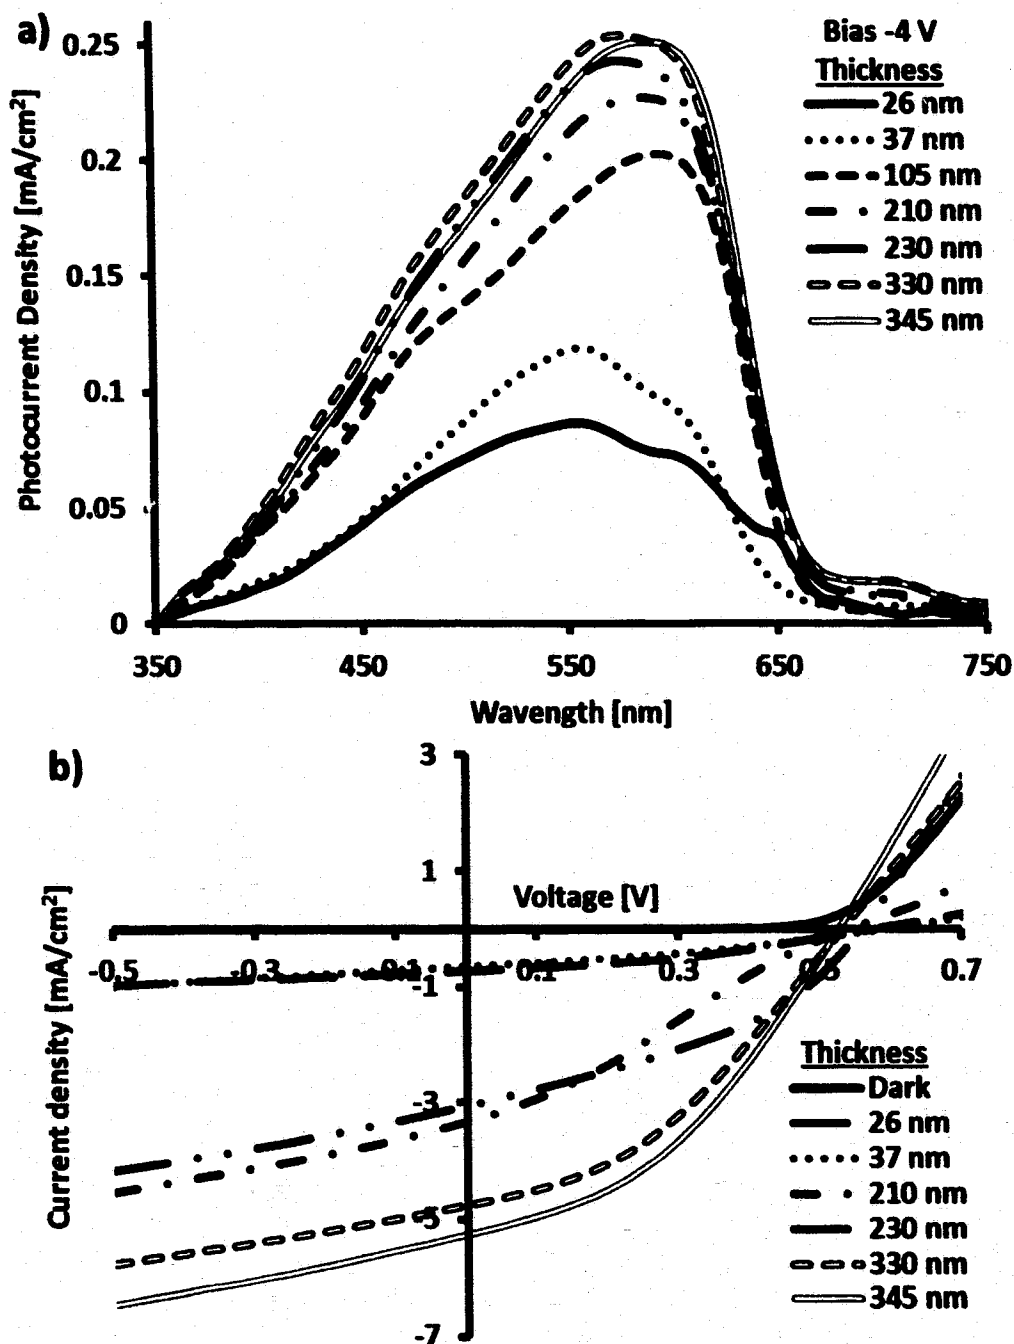 a)
Bias -4 V
Thickness
26 nm
37 nm
105 nm
210 nm
230 nm
330 nm
345 nm
Photocurrent Density [mA/cm²]
0.25
0.2
0.15
0.1
0.05
0
350 450 550 650 750
Wavength [nm]
b)
3
1
Voltage [V]
-0.5 -0.3 -0.1 0.1 0.3 0.5 0.7
-1
-3
-5
-7
Current density [mA/cm²]
Thickness
Dark
26 nm
37 nm
210 nm
230 nm
330 nm
345 nm